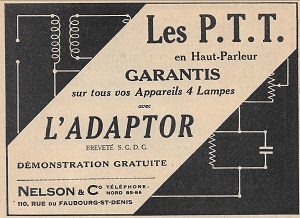 Les P.T.T.
en Haut-Parleur
GARANTIS
sur tous vos Appareils 4 Lampes
avec
L'ADAPTOR
BREVETÉ S. G. D. G.
DÉMONSTRATION GRATUITE
NELSON & Co TÉLÉPHONE: NORD 89-86
110, RUE DU FAUBOURG-ST-DENIS